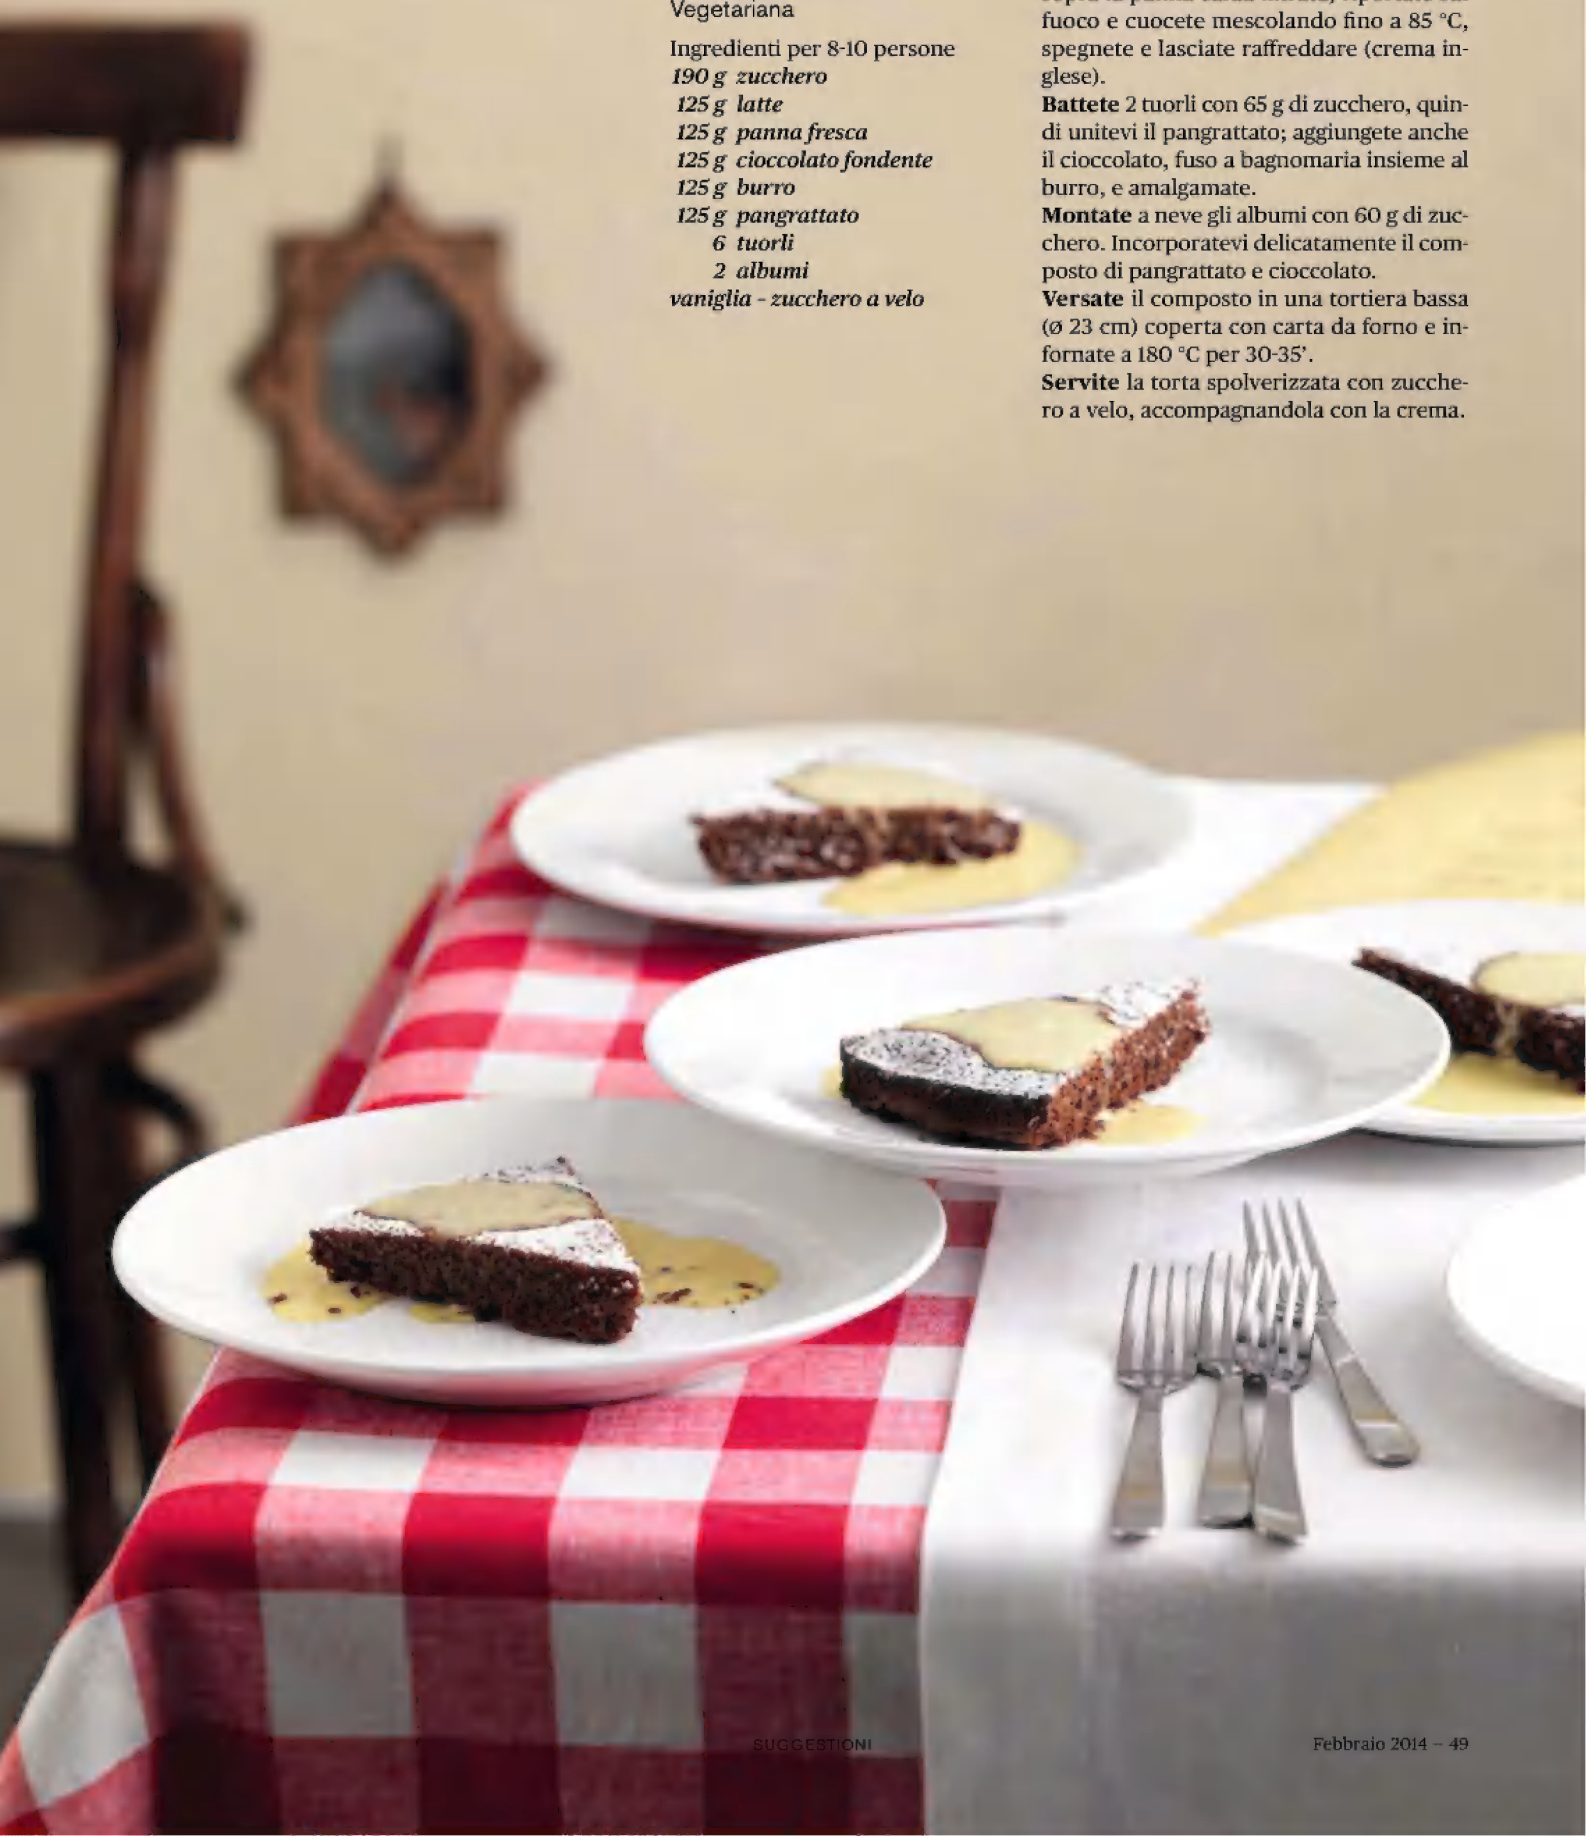 Vegetariana
Ingredienti per 8-10 persone
190 g zucchero
125 g latte
125 g panna fresca
125 g cioccolato fondente
125 g burro
125 g pangrattato
6 tuorli
2 albumi
vaniglia - zucchero a velo
fuoco e cuocete mescolando fino a 85 °C,
spegnete e lasciate raffreddare (crema in-
glese).
Battete 2 tuorli con 65 g di zucchero, quin-
di unitevi il pangrattato; aggiungete anche
il cioccolato, fuso a bagnomaria insieme al
burro, e amalgamate.
Montate a neve gli albumi con 60 g di zuc-
chero. Incorporatevi delicatamente il com-
posto di pangrattato e cioccolato.
Versate il composto in una tortiera bassa
(ø 23 cm) coperta con carta da forno e in-
fornate a 180 °C per 30-35’.
Servite la torta spolverizzata con zucche-
ro a velo, accompagnandola con la crema.
SUGGESTIONI
Febbraio 2014 – 49